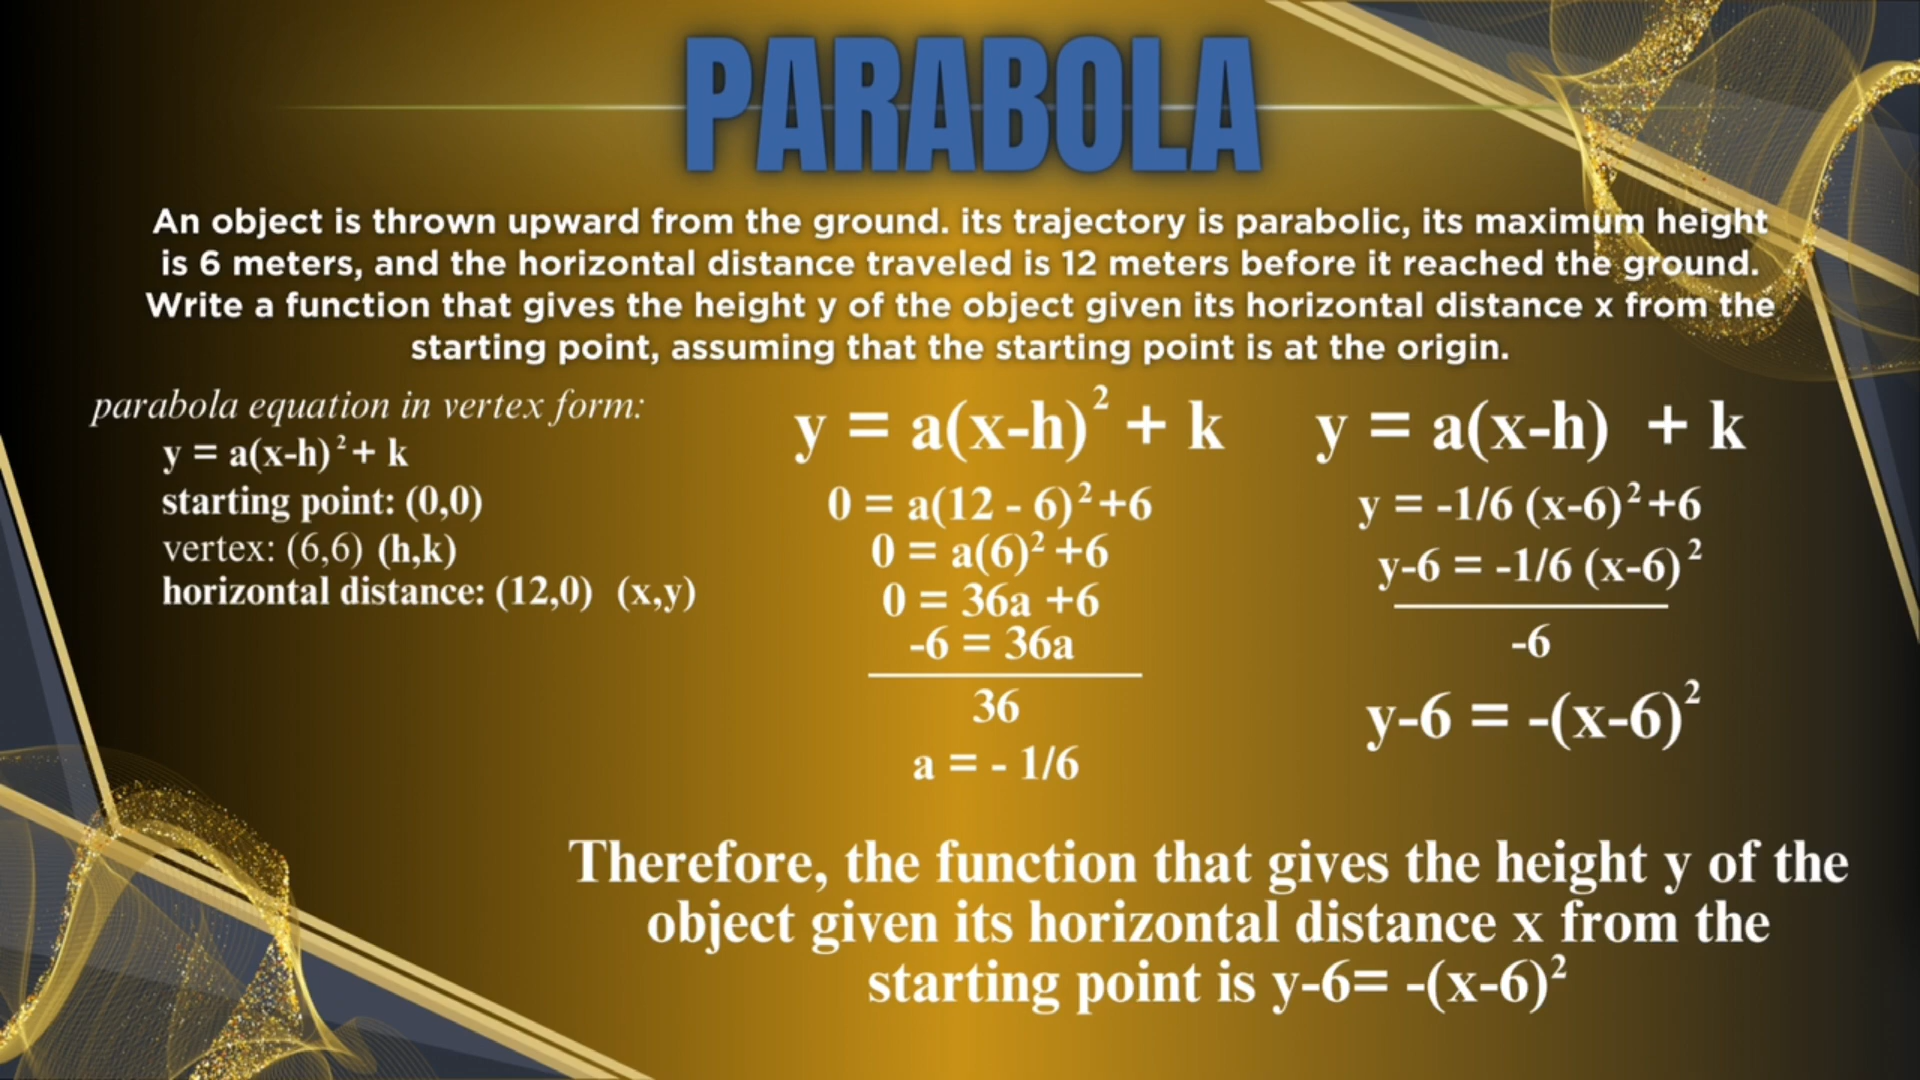 PARABOLA
An object is thrown upward from the ground. its trajectory is parabolic, its maximum height
is 6 meters, and the horizontal distance traveled is 12 meters before it reached the ground.
Write a function that gives the height y of the object given its horizontal distance x from the
starting point, assuming that the starting point is at the origin.
parabola equation in vertex form:
y = a(x-h)²+ k
starting point: (0,0)
vertex: (6,6) (h,k)
horizontal distance: (12,0) (x,y)
y = a(x-h)² + k
0 = a(12 - 6)²+6
0 = a(6)² +6
0 = 36a +6
-6 = 36a
36
a = - 1/6
y = a(x-h) + k
y = -1/6 (x-6)²+6
y-6 = -1/6 (x-6)²
-6
y-6 = -(x-6)²
Therefore, the function that gives the height y of the
object given its horizontal distance x from the
starting point is y-6= -(x-6)²